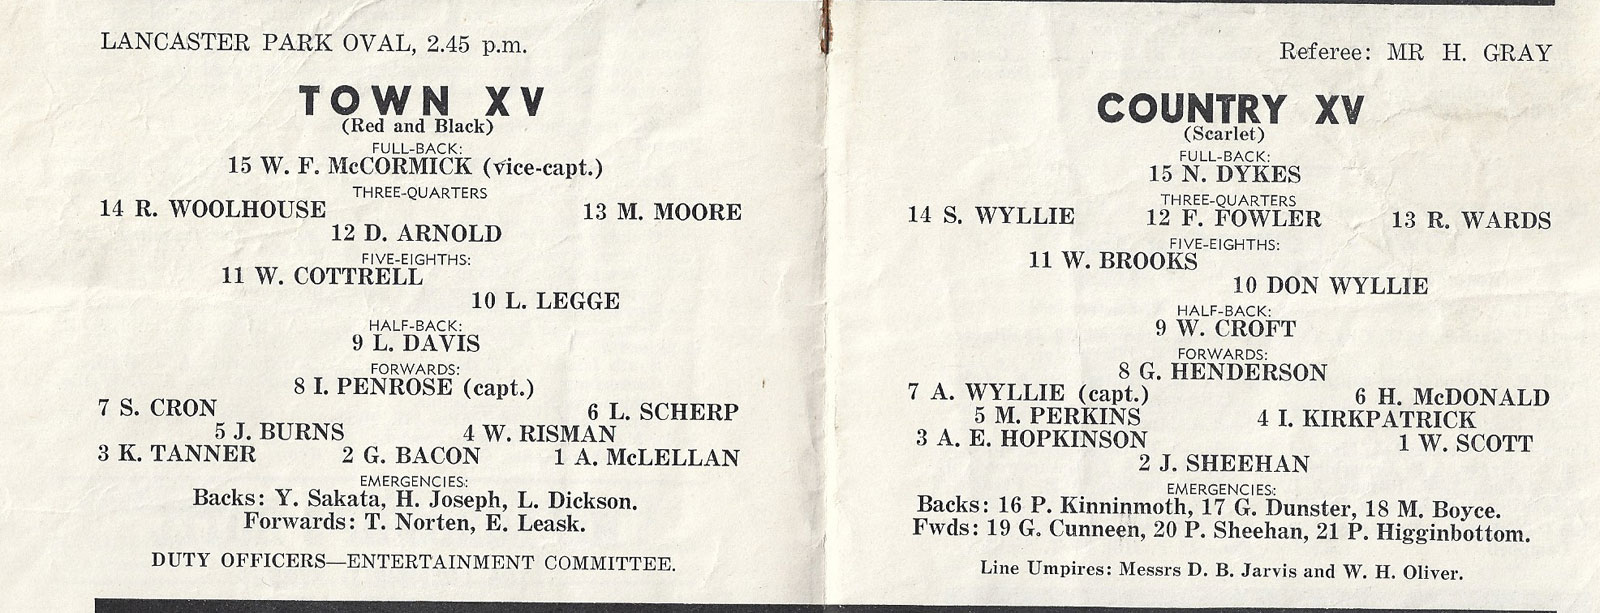 LANCASTER PARK OVAL, 2.45 p.m.
TOWN XV
(Red and Black)
FULL-BACK:
15 W. F. McCORMICK (vice-capt.)
THREE-QUARTERS
14 R. WOOLHOUSE 13 M. MOORE
12 D. ARNOLD
FIVE-EIGHTHS:
11 W. COTTRELL
10 L. LEGGE
HALF-BACK:
9 L. DAVIS
FORWARDS:
8 I. PENROSE (capt.)
7 S. CRON 6 L. SCHERP
5 J. BURNS 4 W. RISMAN
3 K. TANNER 2 G. BACON 1 A. McLELLAN
EMERGENCIES:
Backs: Y. Sakata, H. Joseph, L. Dickson.
Forwards: T. Norten, E. Leask.
DUTY OFFICERS—ENTERTAINMENT COMMITTEE.
Referee: MR H. GRAY
COUNTRY XV
(Scarlet)
FULL-BACK:
15 N. DYKES
THREE-QUARTERS
14 S. WYLLIE 12 F. FOWLER 13 R. WARDS
FIVE-EIGHTHS:
11 W. BROOKS
10 DON WYLLIE
HALF-BACK:
9 W. CROFT
FORWARDS:
8 G. HENDERSON
7 A. WYLLIE (capt.) 6 H. McDONALD
5 M. PERKINS 4 I. KIRKPATRICK
3 A. E. HOPKINSON 1 W. SCOTT
2 J. SHEEHAN
EMERGENCIES:
Backs: 16 P. Kinninmoth, 17 G. Dunster, 18 M. Boyce.
Fwds: 19 G. Cunneen, 20 P. Sheehan, 21 P. Higginbottom.
Line Umpires: Messrs D. B. Jarvis and W. H. Oliver.